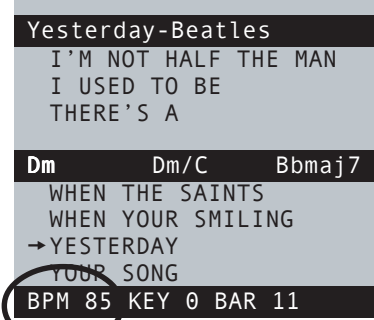 Yesterday-Beatles
I'M NOT HALF THE MAN
I USED TO BE
THERE'S A
Dm Dm/C Bbmaj7
WHEN THE SAINTS
WHEN YOUR SMILING
→YESTERDAY
YOUR SONG
BPM 85 KEY 0 BAR 11